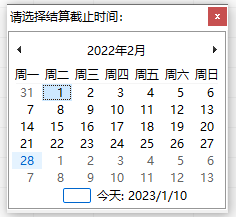 请选择结算截止时间：
x
2022年2月
周一 周二 周三 周四 周五 周六 周日
31 1 2 3 4 5 6
7 8 9 10 11 12 13
14 15 16 17 18 19 20
21 22 23 24 25 26 27
28 1 2 3 4 5 6
7 8 9 10 11 12 13
今天: 2023/1/10